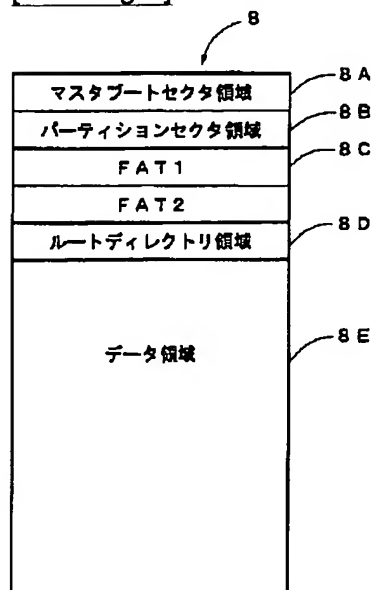 8
マスタブートセクタ領域 8A
パーティションセクタ領域 8B
FAT1 8C
FAT2
ルートディレクトリ領域 8D
データ領域 8E